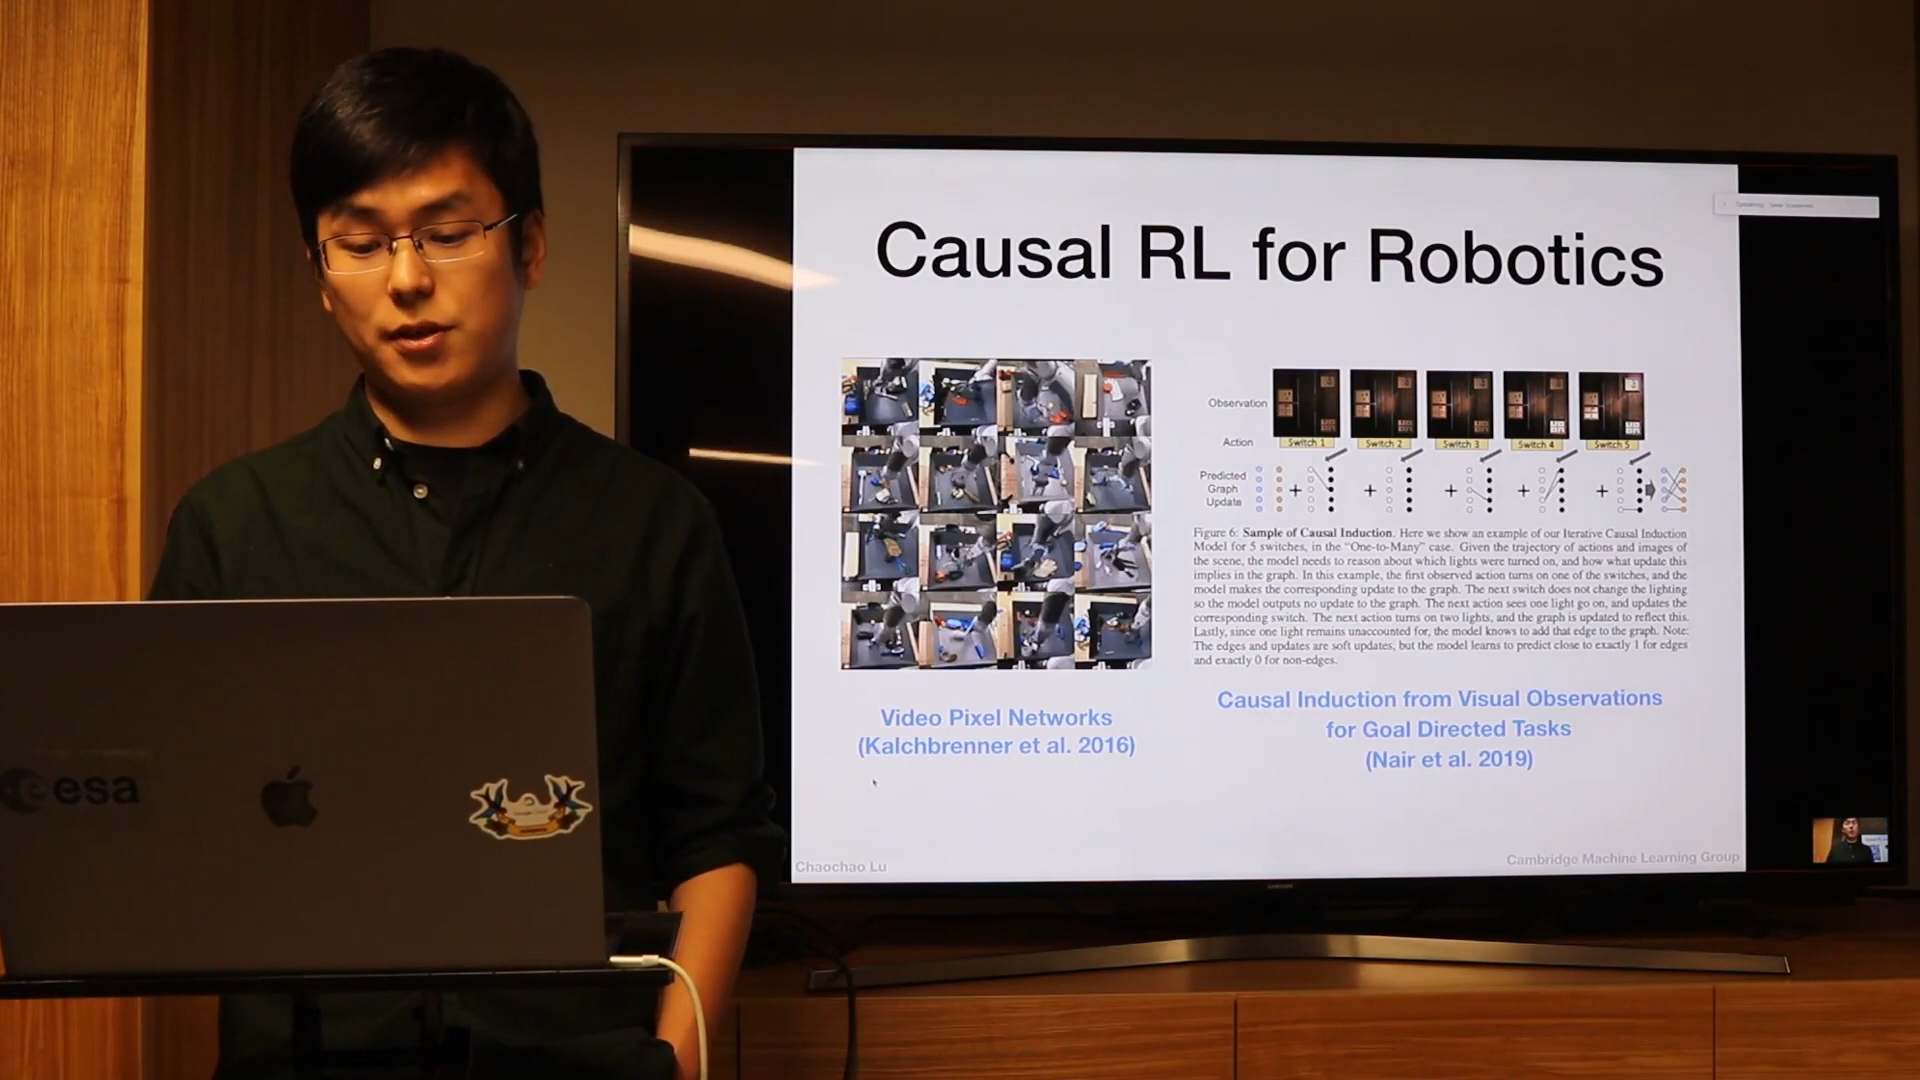 Causal RL for Robotics
Observation
Action
Switch 1
Switch 2
Switch 3
Switch 4
Switch 5
Predicted
Graph
Update
Figure 6: Sample of Causal Induction. Here we show an example of our Iterative Causal Induction
Model for 5 switches, in the "One-to-Many" case. Given the trajectory of actions and images of
the scene, the model needs to reason about which lights were turned on, and how what update this
implies in the graph. In this example, the first observed action turns on one of the switches, and the
model makes the corresponding update to the graph. The next switch does not change the lighting
so the model outputs no update to the graph. The next action sees one light go on, and updates the
corresponding switch. The next action turns on two lights, and the graph is updated to reflect this.
Lastly, since one light remains unaccounted for, the model knows to add that edge to the graph. Note:
The edges and updates are soft updates, but the model learns to predict close to exactly 1 for edges
and exactly 0 for non-edges.
Video Pixel Networks
(Kalchbrenner et al. 2016)
Causal Induction from Visual Observations
for Goal Directed Tasks
(Nair et al. 2019)
Chaochao Lu
Cambridge Machine Learning Group
SAMSUNG
esa